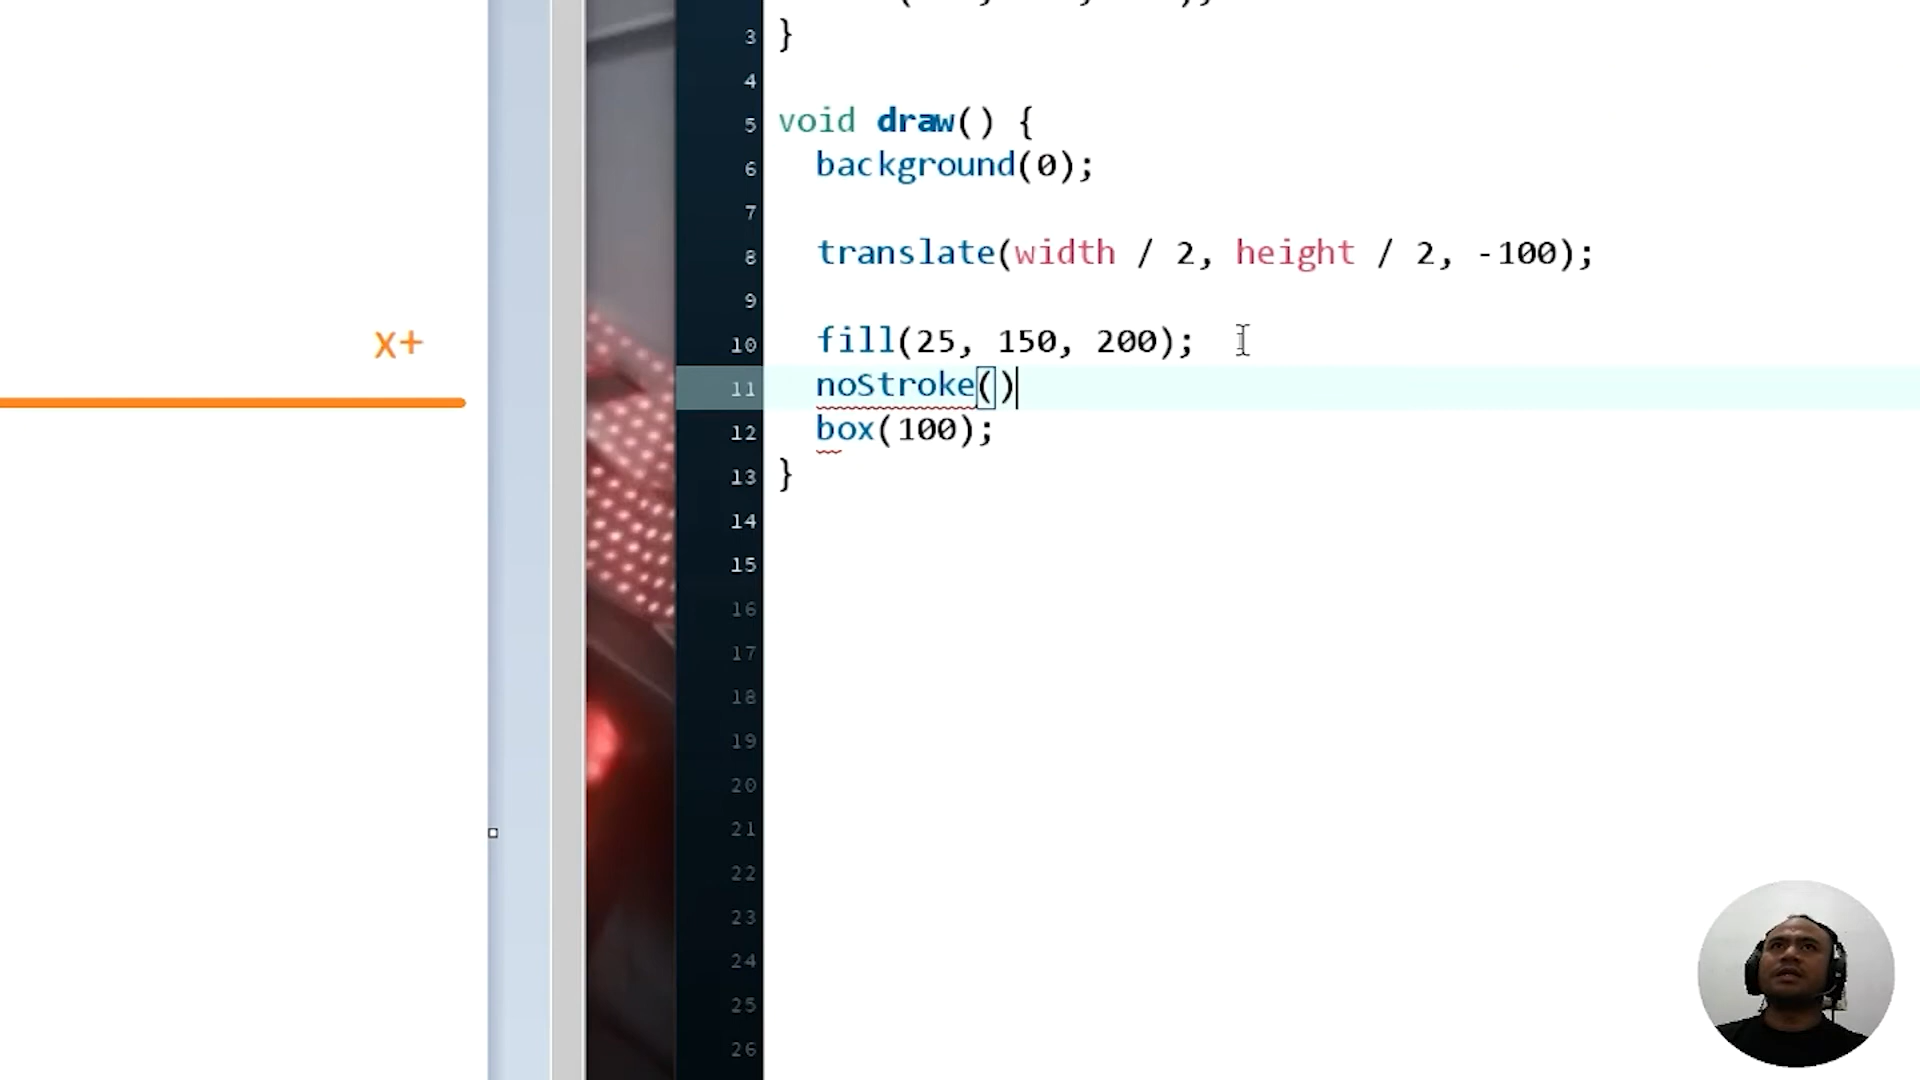 3 }
4
5 void draw() {
6 background(0);
7
8 translate(width / 2, height / 2, -100);
9
x+
10 fill(25, 150, 200);
11 noStroke()
12 box(100);
13 }
14
15
16
17
18
19
20
21
22
23
24
25
26